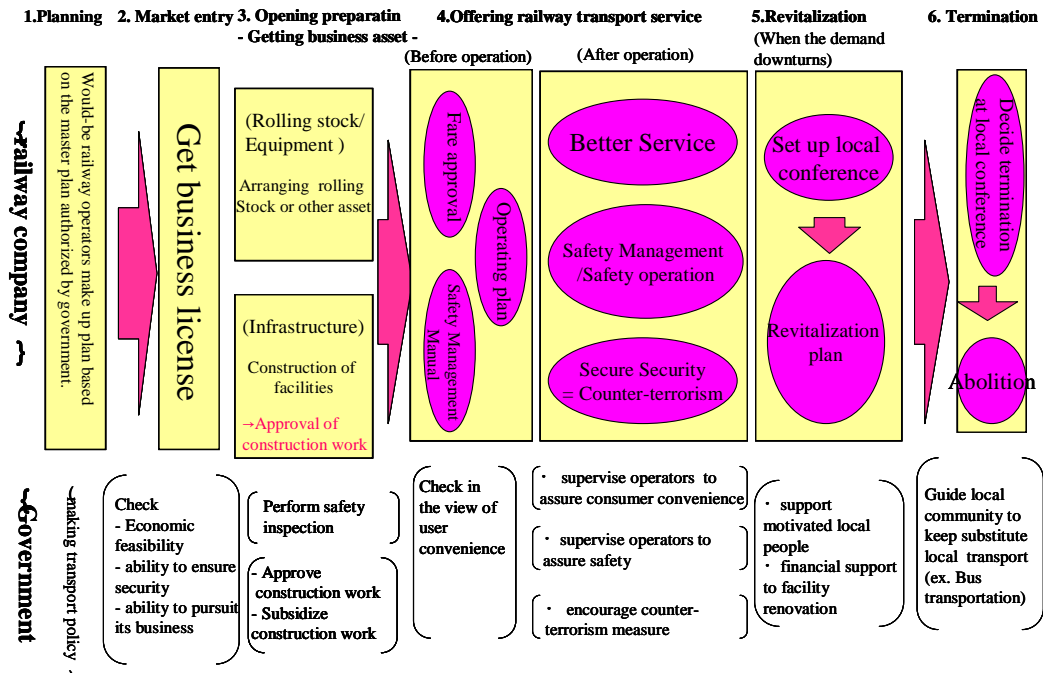 1.Planning
2. Market entry
3. Opening preparatin
- Getting business asset -
4.Offering railway transport service
5.Revitalization
6. Termination
(Before operation)
(After operation)
(When the demand
downturns)
~railway company ~
Would-be railway operators make up plan based
on the master plan authorized by government.
Get business license
(Rolling stock/
Equipment )
Arranging rolling
Stock or other asset
(Infrastructure)
Construction of
facilities
→Approval of
construction work
Fare approval
Operating plan
Safety Management
Manual
Better Service
Safety Management
/Safety operation
Secure Security
= Counter-terrorism
Set up local
conference
Revitalization
plan
Decide termination
at local conference
Abolition
~Government
~making transport policy ~
Check
- Economic
feasibility
- ability to ensure
security
- ability to pursuit
its business
Perform safety
inspection
- Approve
construction work
- Subsidize
construction work
Check in
the view of
user
convenience
・ supervise operators to
assure consumer convenience
・ supervise operators to
assure safety
・ encourage counter-
terrorism measure
・ support
motivated local
people
・ financial support
to facility
renovation
Guide local
community to
keep substitute
local transport
(ex. Bus
transportation)